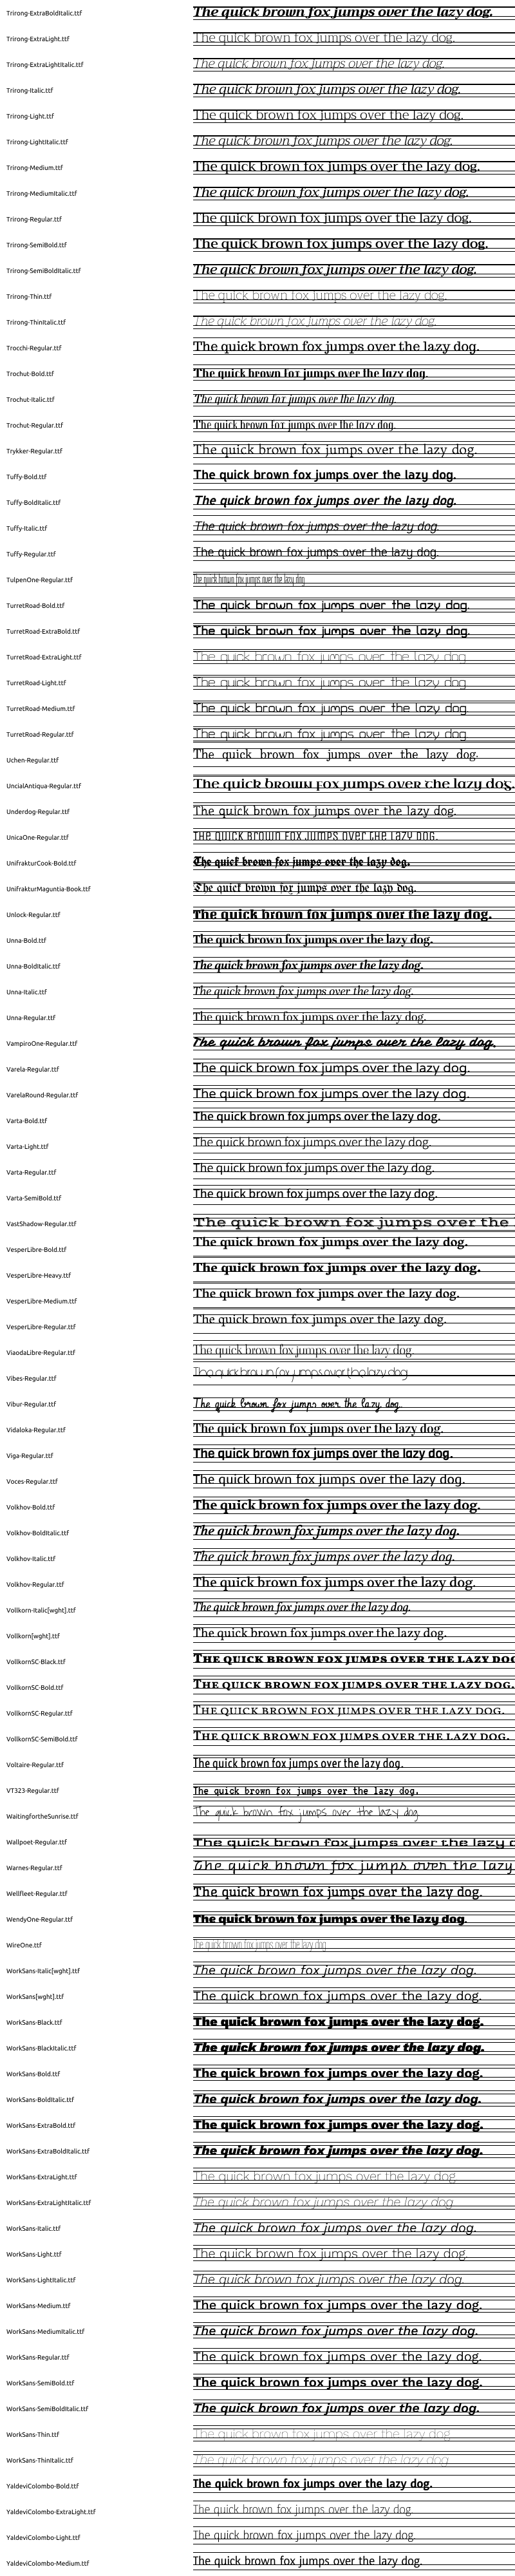 Trirong-ExtraBoldItalic.ttf The quick brown fox jumps over the lazy dog.
Trirong-ExtraLight.ttf The quick brown fox jumps over the lazy dog.
Trirong-ExtraLightItalic.ttf The quick brown fox jumps over the lazy dog.
Trirong-Italic.ttf The quick brown fox jumps over the lazy dog.
Trirong-Light.ttf The quick brown fox jumps over the lazy dog.
Trirong-LightItalic.ttf The quick brown fox jumps over the lazy dog.
Trirong-Medium.ttf The quick brown fox jumps over the lazy dog.
Trirong-MediumItalic.ttf The quick brown fox jumps over the lazy dog.
Trirong-Regular.ttf The quick brown fox jumps over the lazy dog.
Trirong-SemiBold.ttf The quick brown fox jumps over the lazy dog.
Trirong-SemiBoldItalic.ttf The quick brown fox jumps over the lazy dog.
Trirong-Thin.ttf The quick brown fox jumps over the lazy dog.
Trirong-ThinItalic.ttf The quick brown fox jumps over the lazy dog.
Trocchi-Regular.ttf The quick brown fox jumps over the lazy dog.
Trochut-Bold.ttf The quick brown fox jumps over the lazy dog.
Trochut-Italic.ttf The quick brown fox jumps over the lazy dog.
Trochut-Regular.ttf The quick brown fox jumps over the lazy dog.
Trykker-Regular.ttf The quick brown fox jumps over the lazy dog.
Tuffy-Bold.ttf The quick brown fox jumps over the lazy dog.
Tuffy-BoldItalic.ttf The quick brown fox jumps over the lazy dog.
Tuffy-Italic.ttf The quick brown fox jumps over the lazy dog.
Tuffy-Regular.ttf The quick brown fox jumps over the lazy dog.
TulpenOne-Regular.ttf The quick brown fox jumps over the lazy dog.
TurretRoad-Bold.ttf The quick brown fox jumps over the lazy dog.
TurretRoad-ExtraBold.ttf The quick brown fox jumps over the lazy dog.
TurretRoad-ExtraLight.ttf The quick brown fox jumps over the lazy dog.
TurretRoad-Light.ttf The quick brown fox jumps over the lazy dog.
TurretRoad-Medium.ttf The quick brown fox jumps over the lazy dog.
TurretRoad-Regular.ttf The quick brown fox jumps over the lazy dog.
Uchen-Regular.ttf The quick brown fox jumps over the lazy dog.
UncialAntiqua-Regular.ttf The quick brown fox jumps over the lazy dog.
Underdog-Regular.ttf The quick brown fox jumps over the lazy dog.
UnicaOne-Regular.ttf THE QUICK BROWN FOX JUMPS OVER THE LAZY DOG.
UnifrakturCook-Bold.ttf The quick brown fox jumps over the lazy dog.
UnifrakturMaguntia-Book.ttf The quick brown fox jumps over the lazy dog.
Unlock-Regular.ttf The quick brown fox jumps over the lazy dog.
Unna-Bold.ttf The quick brown fox jumps over the lazy dog.
Unna-BoldItalic.ttf The quick brown fox jumps over the lazy dog.
Unna-Italic.ttf The quick brown fox jumps over the lazy dog.
Unna-Regular.ttf The quick brown fox jumps over the lazy dog.
VampiroOne-Regular.ttf The quick brown fox jumps over the lazy dog.
Varela-Regular.ttf The quick brown fox jumps over the lazy dog.
VarelaRound-Regular.ttf The quick brown fox jumps over the lazy dog.
Varta-Bold.ttf The quick brown fox jumps over the lazy dog.
Varta-Light.ttf The quick brown fox jumps over the lazy dog.
Varta-Regular.ttf The quick brown fox jumps over the lazy dog.
Varta-SemiBold.ttf The quick brown fox jumps over the lazy dog.
VastShadow-Regular.ttf The quick brown fox jumps over the
VesperLibre-Bold.ttf The quick brown fox jumps over the lazy dog.
VesperLibre-Heavy.ttf The quick brown fox jumps over the lazy dog.
VesperLibre-Medium.ttf The quick brown fox jumps over the lazy dog.
VesperLibre-Regular.ttf The quick brown fox jumps over the lazy dog.
ViaodaLibre-Regular.ttf The quick brown fox jumps over the lazy dog.
Vibes-Regular.ttf The quick brown fox jumps over the lazy dog.
Vibur-Regular.ttf The quick brown fox jumps over the lazy dog.
Vidaloka-Regular.ttf The quick brown fox jumps over the lazy dog.
Viga-Regular.ttf The quick brown fox jumps over the lazy dog.
Voces-Regular.ttf The quick brown fox jumps over the lazy dog.
Volkhov-Bold.ttf The quick brown fox jumps over the lazy dog.
Volkhov-BoldItalic.ttf The quick brown fox jumps over the lazy dog.
Volkhov-Italic.ttf The quick brown fox jumps over the lazy dog.
Volkhov-Regular.ttf The quick brown fox jumps over the lazy dog.
Vollkorn-Italic[wght].ttf The quick brown fox jumps over the lazy dog.
Vollkorn[wght].ttf The quick brown fox jumps over the lazy dog.
VollkornSC-Black.ttf THE QUICK BROWN FOX JUMPS OVER THE LAZY DOG
VollkornSC-Bold.ttf THE QUICK BROWN FOX JUMPS OVER THE LAZY DOG.
VollkornSC-Regular.ttf THE QUICK BROWN FOX JUMPS OVER THE LAZY DOG.
VollkornSC-SemiBold.ttf THE QUICK BROWN FOX JUMPS OVER THE LAZY DOG.
Voltaire-Regular.ttf The quick brown fox jumps over the lazy dog.
VT323-Regular.ttf The quick brown fox jumps over the lazy dog.
WaitingfortheSunrise.ttf The quick brown fox jumps over the lazy dog.
Wallpoet-Regular.ttf The quick brown fox jumps over the lazy d
Warnes-Regular.ttf The quick brown fox jumps over the lazy
Wellfleet-Regular.ttf The quick brown fox jumps over the lazy dog.
WendyOne-Regular.ttf The quick brown fox jumps over the lazy dog.
WireOne.ttf The quick brown fox jumps over the lazy dog.
WorkSans-Italic[wght].ttf The quick brown fox jumps over the lazy dog.
WorkSans[wght].ttf The quick brown fox jumps over the lazy dog.
WorkSans-Black.ttf The quick brown fox jumps over the lazy dog.
WorkSans-BlackItalic.ttf The quick brown fox jumps over the lazy dog.
WorkSans-Bold.ttf The quick brown fox jumps over the lazy dog.
WorkSans-BoldItalic.ttf The quick brown fox jumps over the lazy dog.
WorkSans-ExtraBold.ttf The quick brown fox jumps over the lazy dog.
WorkSans-ExtraBoldItalic.ttf The quick brown fox jumps over the lazy dog.
WorkSans-ExtraLight.ttf The quick brown fox jumps over the lazy dog.
WorkSans-ExtraLightItalic.ttf The quick brown fox jumps over the lazy dog.
WorkSans-Italic.ttf The quick brown fox jumps over the lazy dog.
WorkSans-Light.ttf The quick brown fox jumps over the lazy dog.
WorkSans-LightItalic.ttf The quick brown fox jumps over the lazy dog.
WorkSans-Medium.ttf The quick brown fox jumps over the lazy dog.
WorkSans-MediumItalic.ttf The quick brown fox jumps over the lazy dog.
WorkSans-Regular.ttf The quick brown fox jumps over the lazy dog.
WorkSans-SemiBold.ttf The quick brown fox jumps over the lazy dog.
WorkSans-SemiBoldItalic.ttf The quick brown fox jumps over the lazy dog.
WorkSans-Thin.ttf The quick brown fox jumps over the lazy dog.
WorkSans-ThinItalic.ttf The quick brown fox jumps over the lazy dog.
YaldeviColombo-Bold.ttf The quick brown fox jumps over the lazy dog.
YaldeviColombo-ExtraLight.ttf The quick brown fox jumps over the lazy dog.
YaldeviColombo-Light.ttf The quick brown fox jumps over the lazy dog.
YaldeviColombo-Medium.ttf The quick brown fox jumps over the lazy dog.